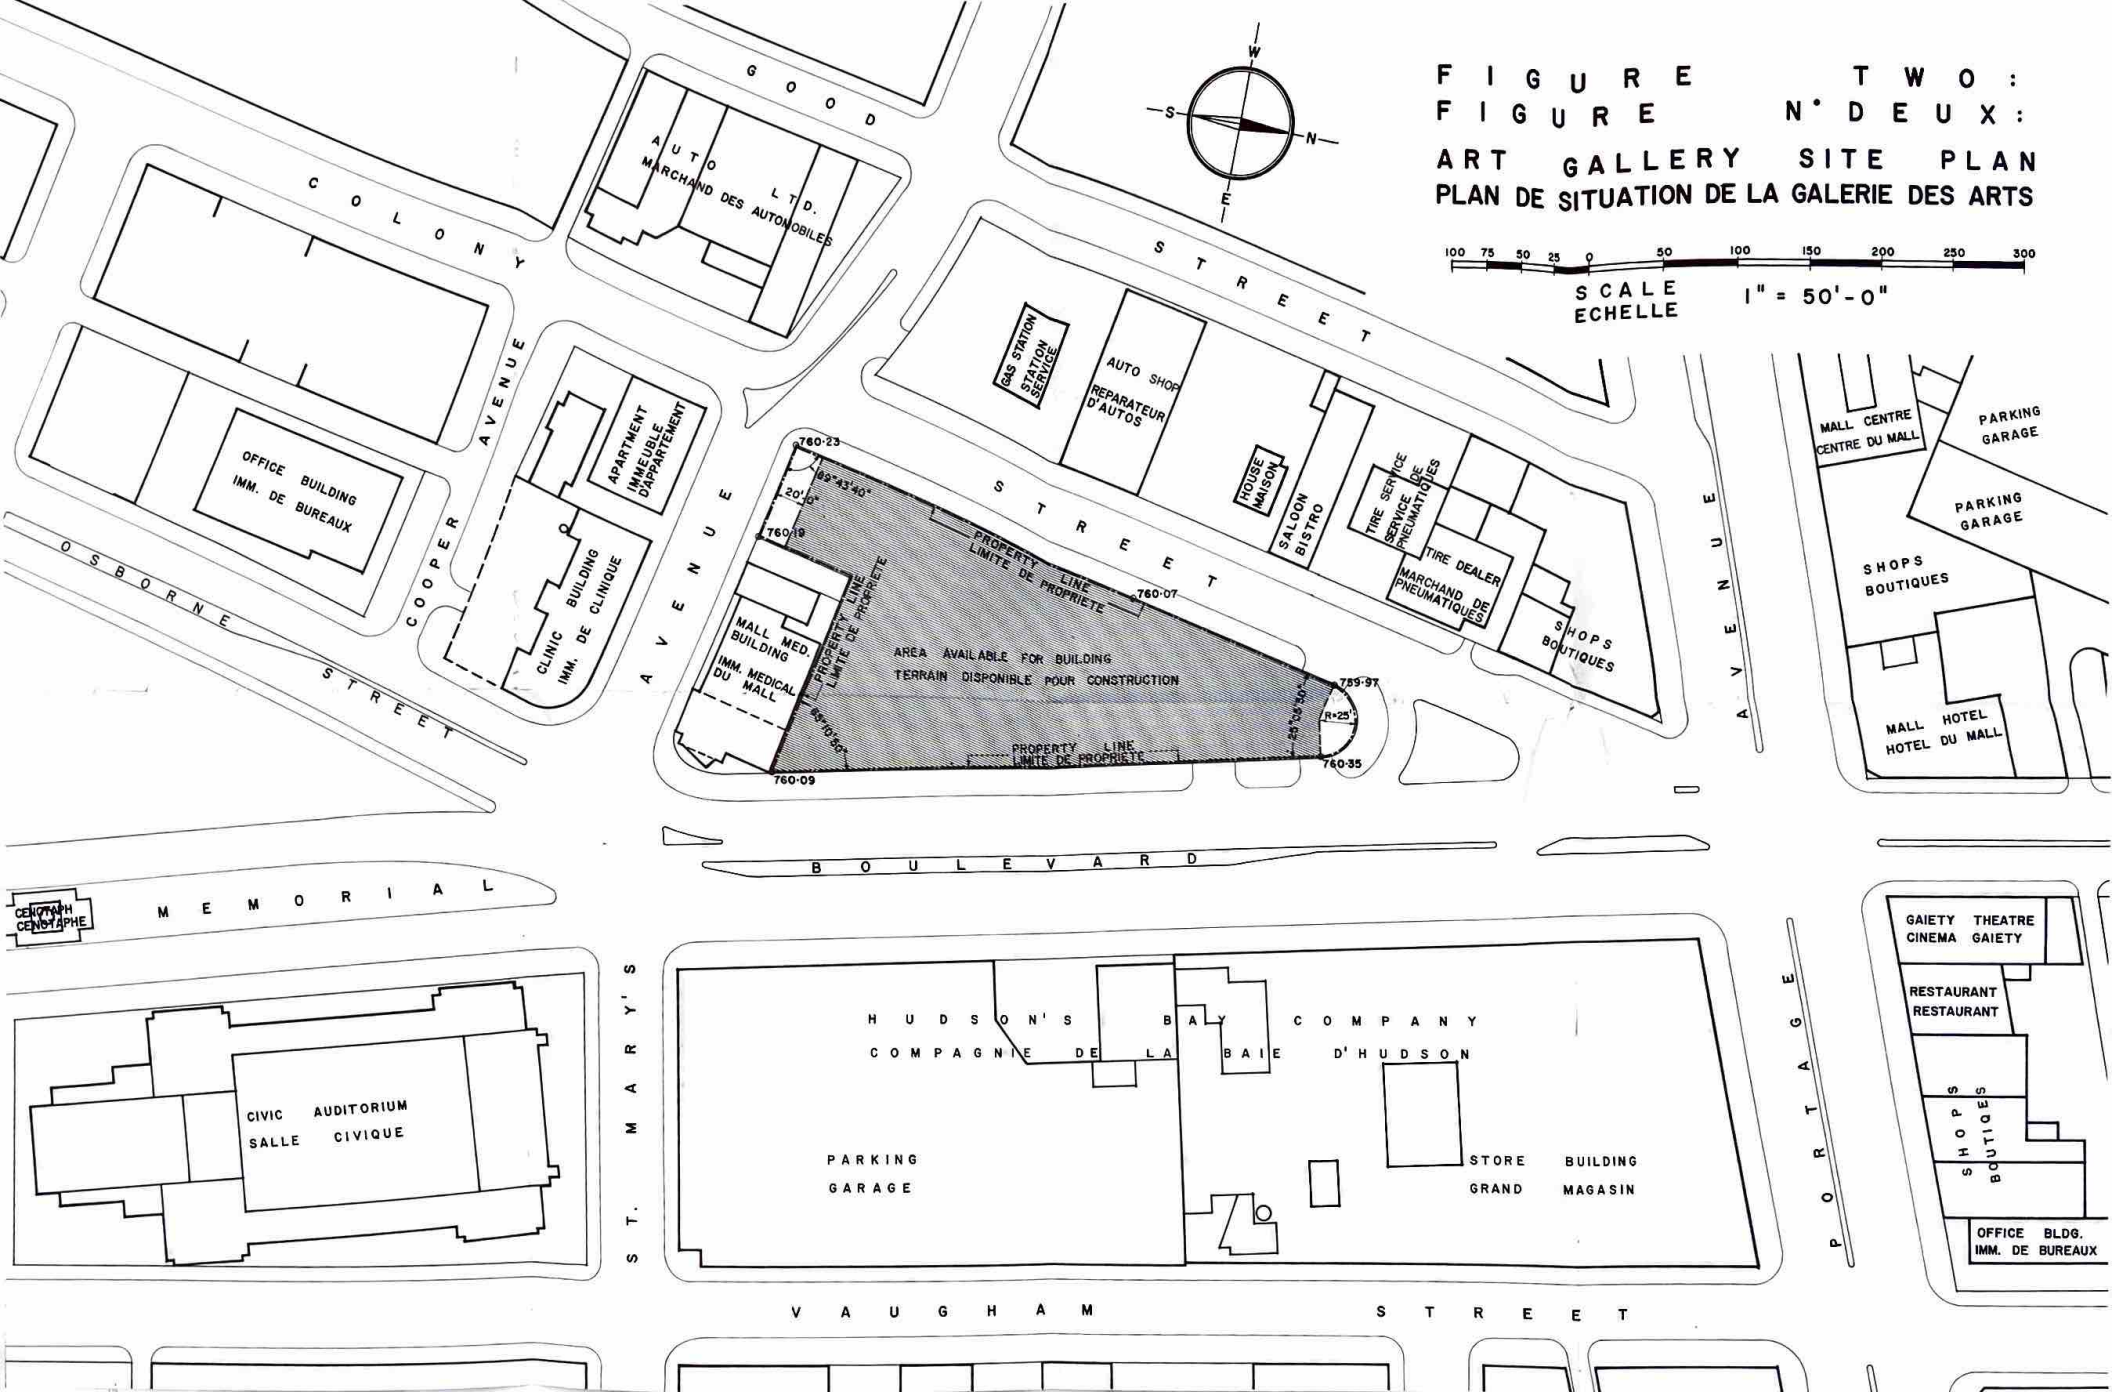 FIGURE TWO:
FIGURE N° DEUX:
ART GALLERY SITE PLAN
PLAN DE SITUATION DE LA GALERIE DES ARTS
100 75 50 25 0 50 100 150 200 250 300
SCALE 1" = 50'-0"
ECHELLE
W
S
N
E
GOOD
STREET
AUTO LTD.
MARCHAND DES AUTOMOBILES
COLONY
STREET
AVENUE
COOPER
OSBORNE
STREET
OFFICE BUILDING
IMM. DE BUREAUX
APARTMENT
IMMEUBLE
D'APPARTEMENT
CLINIC BUILDING
IMM. DE CLINIQUE
AVENUE
GAS STATION
STATION
SERVICE
AUTO SHOP
REPARATEUR
D'AUTOS
HOUSE
MAISON
SALOON
BISTRO
TIRE SERVICE
SERVICE DE
PNEUMATIQUES
TIRE DEALER
MARCHAND DE
PNEUMATIQUES
SHOPS
BOUTIQUES
AVENUE
MALL CENTRE
CENTRE DU MALL
PARKING
GARAGE
PARKING
GARAGE
SHOPS
BOUTIQUES
MALL HOTEL
HOTEL DU MALL
760·23
89°43'40"
20'0"
760·19
PROPERTY LINE
LIMITE DE PROPRIETE
760·07
PROPERTY LINE
LIMITE DE PROPRIETE
MALL MED.
BUILDING
IMM. MEDICAL
DU MALL
AREA AVAILABLE FOR BUILDING
TERRAIN DISPONIBLE POUR CONSTRUCTION
65°10'50"
759·97
R=25'
25°05'30"
PROPERTY LINE
LIMITE DE PROPRIETE
760·35
760·09
MEMORIAL
BOULEVARD
CENOTAPH
CENOTAPHE
CIVIC AUDITORIUM
SALLE CIVIQUE
ST. MARY'S
HUDSON'S BAY COMPANY
COMPAGNIE DE LA BAIE D'HUDSON
PARKING
GARAGE
STORE BUILDING
GRAND MAGASIN
PORTAGE
GAIETY THEATRE
CINEMA GAIETY
RESTAURANT
RESTAURANT
SHOPS
BOUTIQUES
OFFICE BLDG.
IMM. DE BUREAUX
VAUGHAM STREET